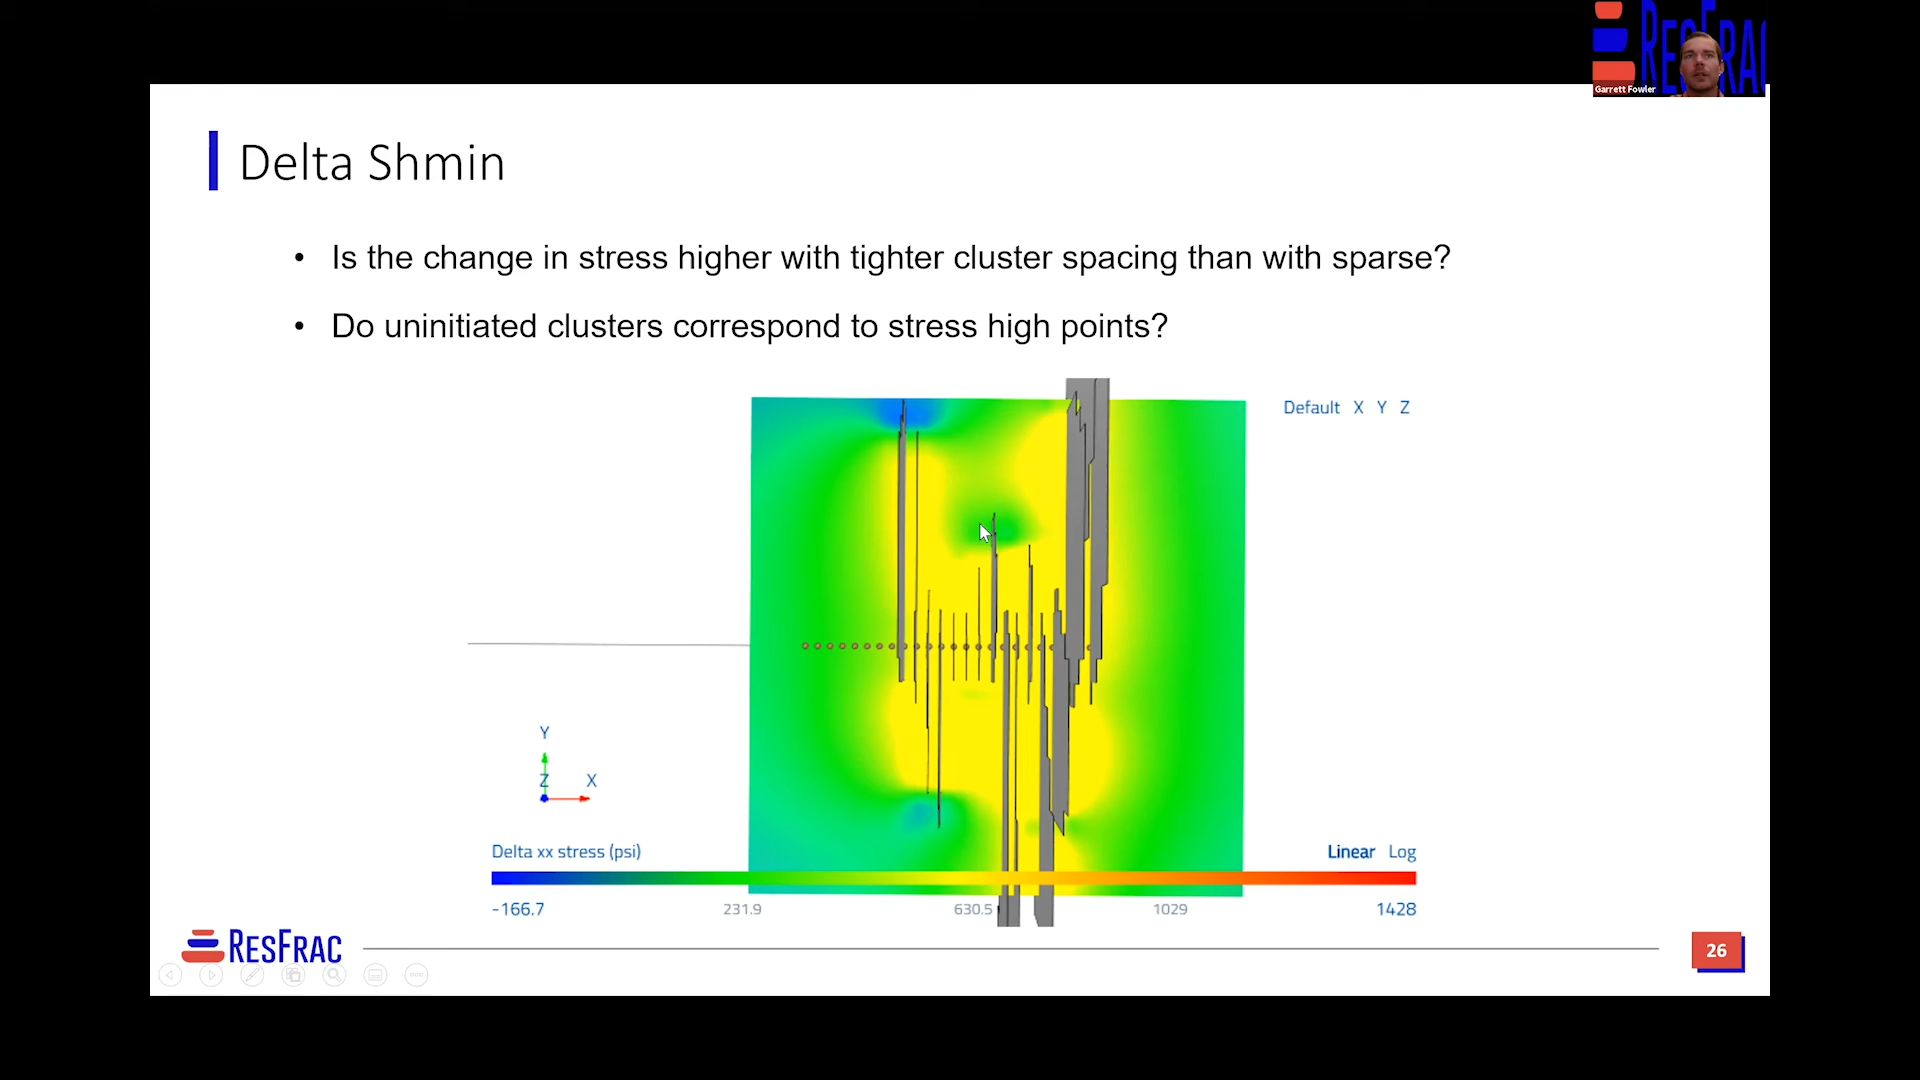 RESFRAC
Garrett Fowler
Delta Shmin
• Is the change in stress higher with tighter cluster spacing than with sparse?
• Do uninitiated clusters correspond to stress high points?
Default X Y Z
Y
Z X
Delta xx stress (psi)
Linear Log
-166.7 231.9 630.5 1029 1428
RESFRAC
26